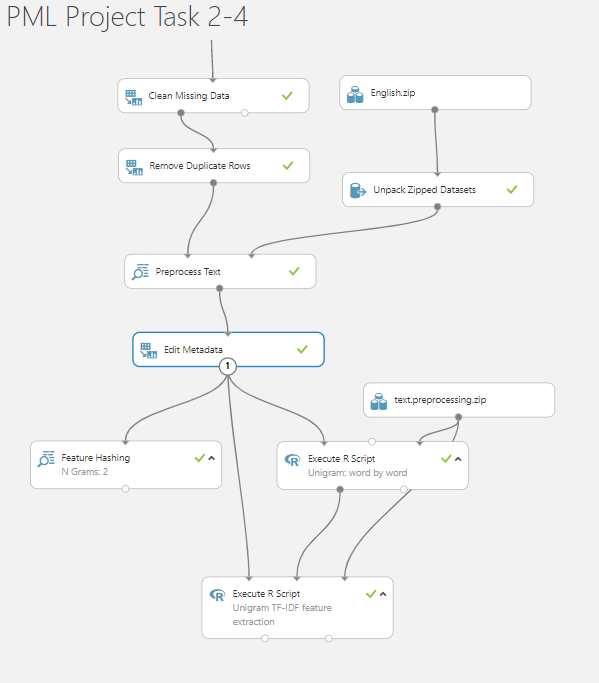 PML Project Task 2-4
Clean Missing Data
English.zip
Remove Duplicate Rows
Unpack Zipped Datasets
Preprocess Text
Edit Metadata
1
text.preprocessing.zip
Feature Hashing
N Grams: 2
Execute R Script
Unigram: word by word
Execute R Script
Unigram TF-IDF feature
extraction